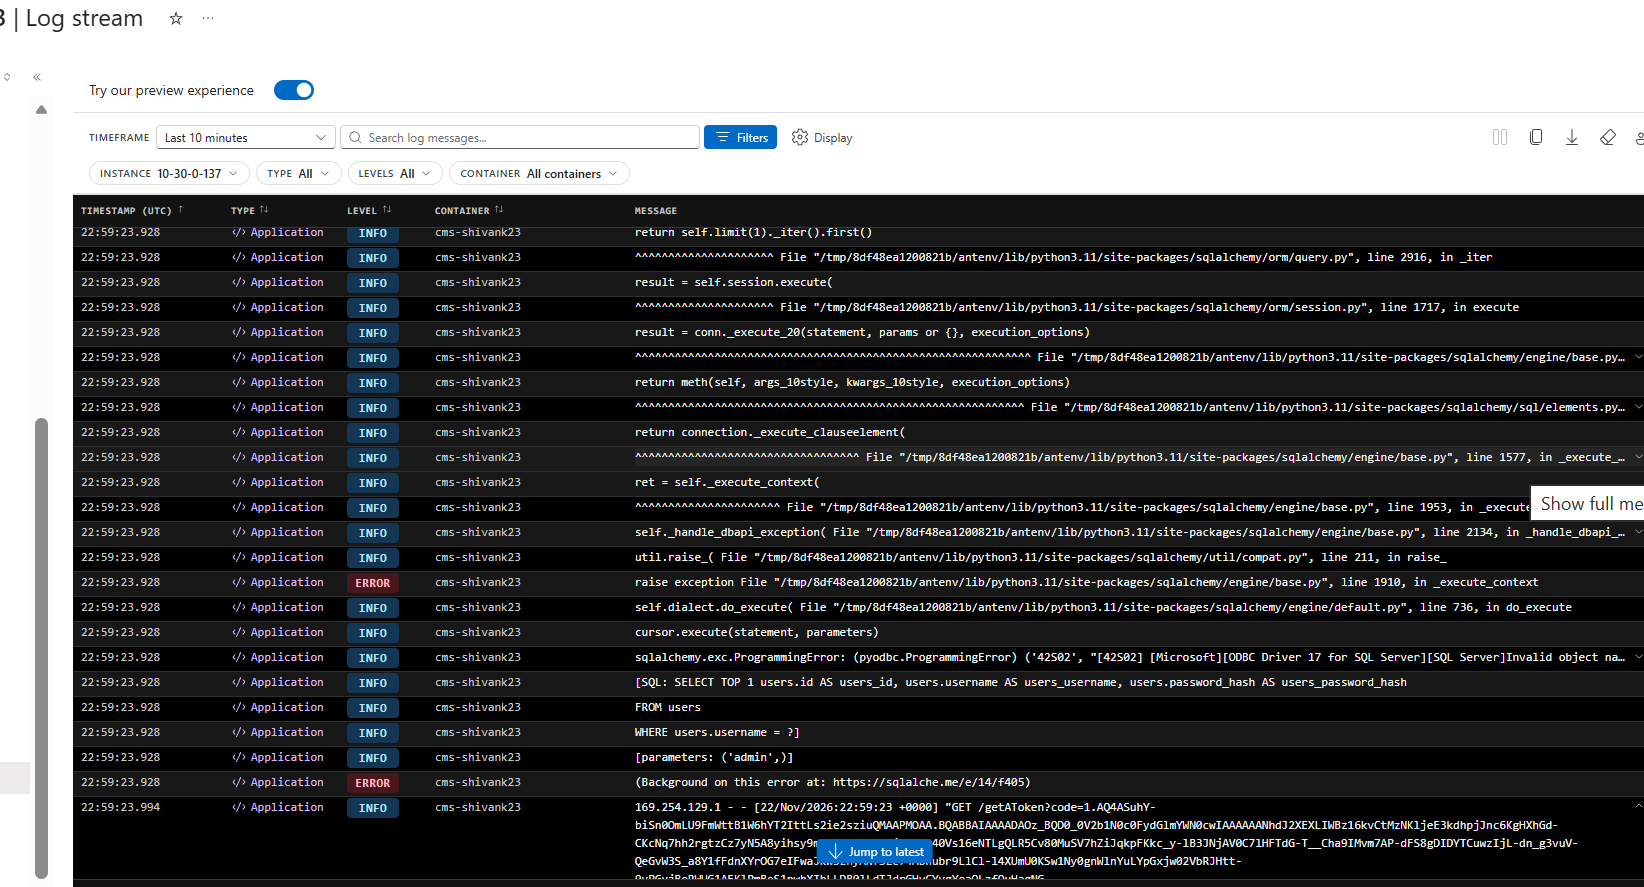 3 | Log stream
Try our preview experience
TIMEFRAME Last 10 minutes Search log messages... Filters Display
INSTANCE 10-30-0-137 TYPE All LEVELS All CONTAINER All containers
TIMESTAMP (UTC) TYPE LEVEL CONTAINER MESSAGE
22:59:23.928 </> Application INFO cms-shivank23 return self.limit(1)._iter().first()
22:59:23.928 </> Application INFO cms-shivank23 ^^^^^^^^^^^^^^^^^^^^^ File "/tmp/8df48ea1200821b/antenv/lib/python3.11/site-packages/sqlalchemy/orm/query.py", line 2916, in _iter
22:59:23.928 </> Application INFO cms-shivank23 result = self.session.execute(
22:59:23.928 </> Application INFO cms-shivank23 ^^^^^^^^^^^^^^^^^^^^^ File "/tmp/8df48ea1200821b/antenv/lib/python3.11/site-packages/sqlalchemy/orm/session.py", line 1717, in execute
22:59:23.928 </> Application INFO cms-shivank23 result = conn._execute_20(statement, params or {}, execution_options)
22:59:23.928 </> Application INFO cms-shivank23 ^^^^^^^^^^^^^^^^^^^^^^^^^^^^^^^^^^^^^^^^^^^^^^^^^^^^^^^^^^^^ File "/tmp/8df48ea1200821b/antenv/lib/python3.11/site-packages/sqlalchemy/engine/base.py…
22:59:23.928 </> Application INFO cms-shivank23 return meth(self, args_10style, kwargs_10style, execution_options)
22:59:23.928 </> Application INFO cms-shivank23 ^^^^^^^^^^^^^^^^^^^^^^^^^^^^^^^^^^^^^^^^^^^^^^^^^^^^^^^^^^^ File "/tmp/8df48ea1200821b/antenv/lib/python3.11/site-packages/sqlalchemy/sql/elements.py…
22:59:23.928 </> Application INFO cms-shivank23 return connection._execute_clauseelement(
22:59:23.928 </> Application INFO cms-shivank23 ^^^^^^^^^^^^^^^^^^^^^^^^^^^^^^^^^^ File "/tmp/8df48ea1200821b/antenv/lib/python3.11/site-packages/sqlalchemy/engine/base.py", line 1577, in _execute_…
22:59:23.928 </> Application INFO cms-shivank23 ret = self._execute_context(
Show full me
22:59:23.928 </> Application INFO cms-shivank23 ^^^^^^^^^^^^^^^^^^^^^^ File "/tmp/8df48ea1200821b/antenv/lib/python3.11/site-packages/sqlalchemy/engine/base.py", line 1953, in _execute
22:59:23.928 </> Application INFO cms-shivank23 self._handle_dbapi_exception( File "/tmp/8df48ea1200821b/antenv/lib/python3.11/site-packages/sqlalchemy/engine/base.py", line 2134, in _handle_dbapi_…
22:59:23.928 </> Application INFO cms-shivank23 util.raise_( File "/tmp/8df48ea1200821b/antenv/lib/python3.11/site-packages/sqlalchemy/util/compat.py", line 211, in raise_
22:59:23.928 </> Application ERROR cms-shivank23 raise exception File "/tmp/8df48ea1200821b/antenv/lib/python3.11/site-packages/sqlalchemy/engine/base.py", line 1910, in _execute_context
22:59:23.928 </> Application INFO cms-shivank23 self.dialect.do_execute( File "/tmp/8df48ea1200821b/antenv/lib/python3.11/site-packages/sqlalchemy/engine/default.py", line 736, in do_execute
22:59:23.928 </> Application INFO cms-shivank23 cursor.execute(statement, parameters)
22:59:23.928 </> Application INFO cms-shivank23 sqlalchemy.exc.ProgrammingError: (pyodbc.ProgrammingError) ('42S02', "[42S02] [Microsoft][ODBC Driver 17 for SQL Server][SQL Server]Invalid object na…
22:59:23.928 </> Application INFO cms-shivank23 [SQL: SELECT TOP 1 users.id AS users_id, users.username AS users_username, users.password_hash AS users_password_hash
22:59:23.928 </> Application INFO cms-shivank23 FROM users
22:59:23.928 </> Application INFO cms-shivank23 WHERE users.username = ?]
22:59:23.928 </> Application INFO cms-shivank23 [parameters: ('admin',)]
22:59:23.928 </> Application ERROR cms-shivank23 (Background on this error at: https://sqlalche.me/e/14/f405)
22:59:23.994 </> Application INFO cms-shivank23 169.254.129.1 - - [22/Nov/2026:22:59:23 +0000] "GET /getAToken?code=1.AQ4ASuhY-
Jump to latest